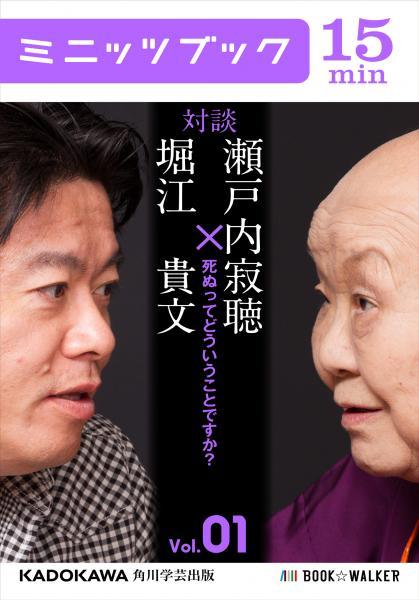 ミニッツブック
15
min
対談
瀬戸内寂聴
×
堀江 貴文
死ぬってどういうことですか?
Vol.01
KADOKAWA 角川学芸出版
BOOK☆WALKER